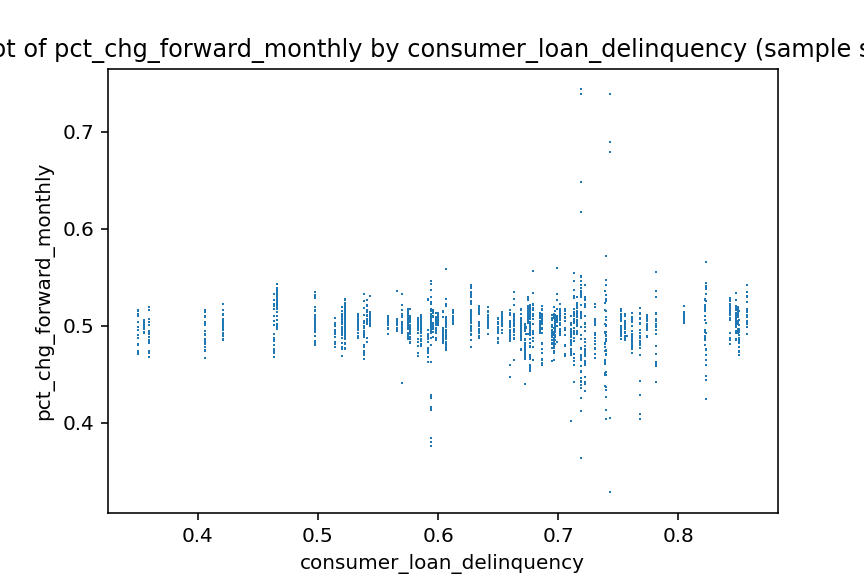 ot of pct_chg_forward_monthly by consumer_loan_delinquency (sample s
0.7
0.6
0.5
0.4
pct_chg_forward_monthly
0.4 0.5 0.6 0.7 0.8
consumer_loan_delinquency